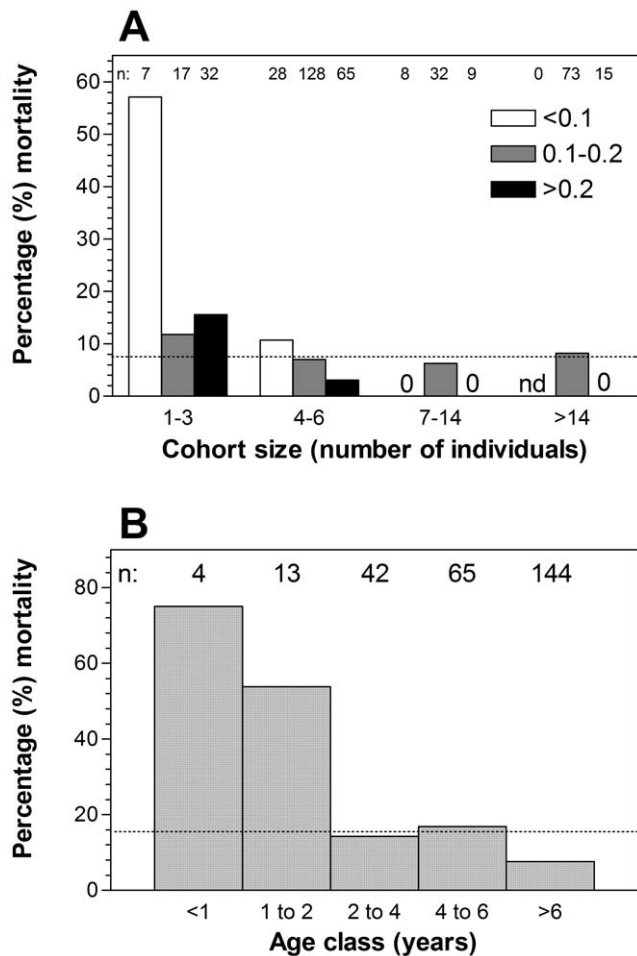 A
n: 7 17 32 28 128 65 8 32 9 0 73 15
60
50
40
30
20
10
0
Percentage (%) mortality
<0.1
0.1-0.2
>0.2
0 0 nd 0
1-3 4-6 7-14 >14
Cohort size (number of individuals)
B
n: 4 13 42 65 144
80
60
40
20
0
Percentage (%) mortality
<1 1 to 2 2 to 4 4 to 6 >6
Age class (years)